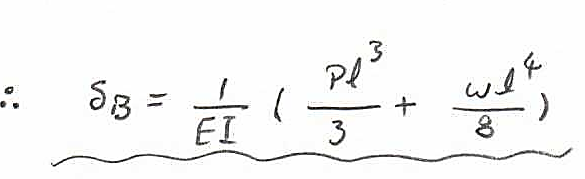 ∴ δB = 1/EI ( Pl³/3 + wl⁴/8 )